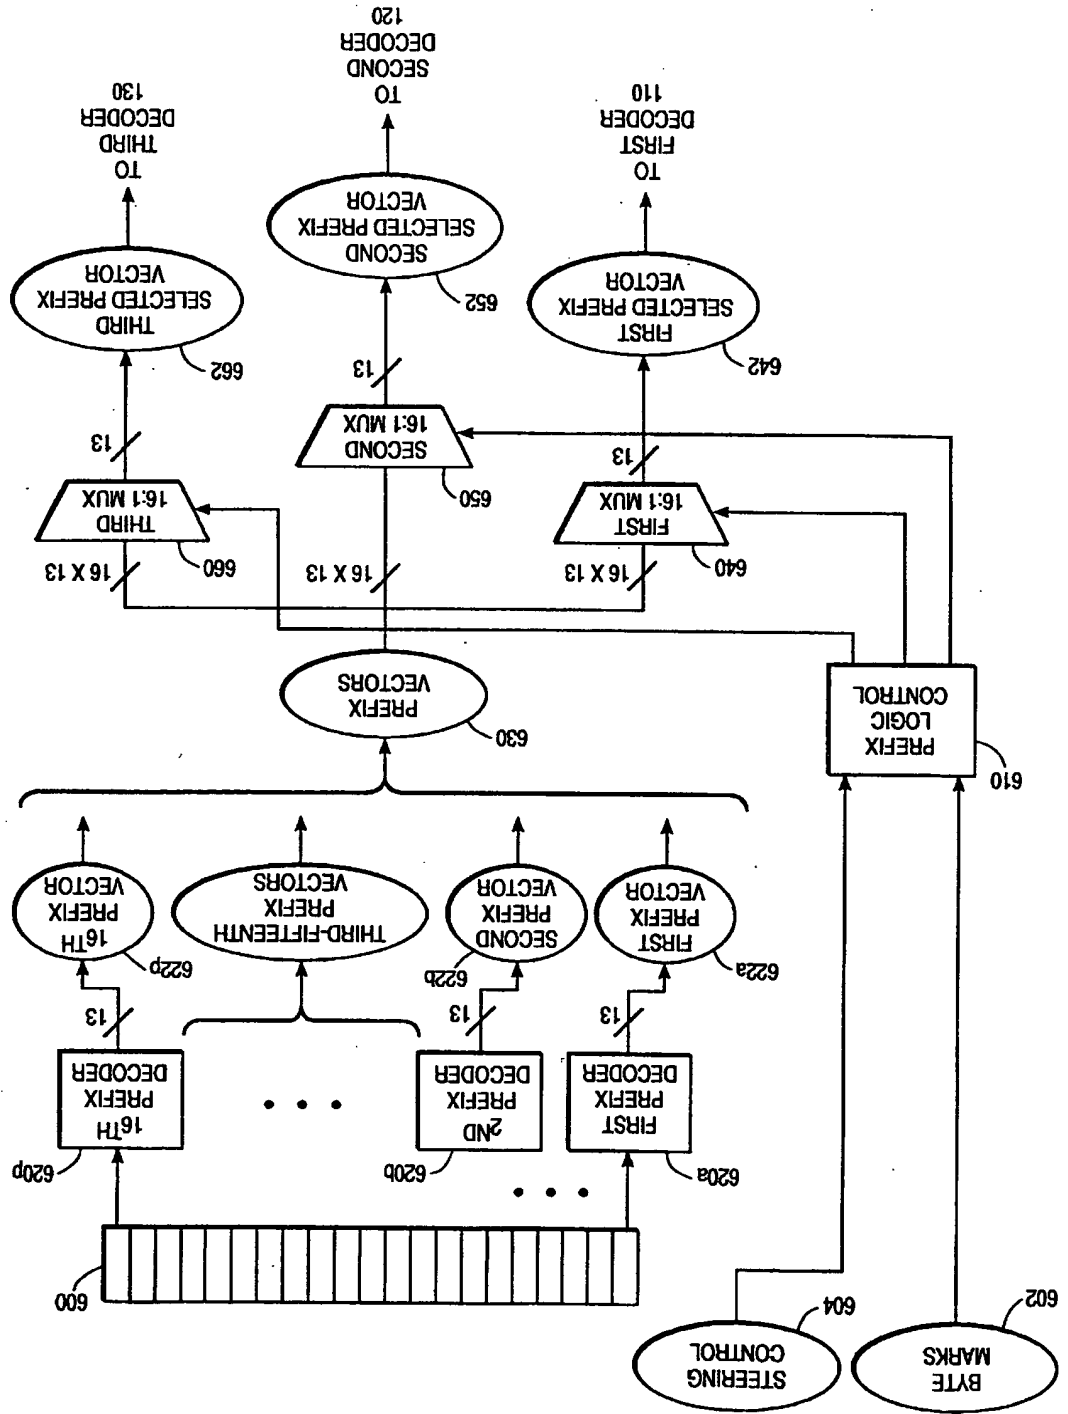 BYTE
MARKS
602
STEERING
CONTROL
604
600
620a
620b
620p
FIRST
PREFIX
DECODER
2ND
PREFIX
DECODER
16TH
PREFIX
DECODER
13
13
13
622a
622b
622p
FIRST
PREFIX
VECTOR
SECOND
PREFIX
VECTOR
THIRD-FIFTEENTH
PREFIX
VECTORS
16TH
PREFIX
VECTOR
610
PREFIX
LOGIC
CONTROL
630
PREFIX
VECTORS
640
16 X 13
16 X 13
660
16 X 13
FIRST
16:1 MUX
650
SECOND
16:1 MUX
THIRD
16:1 MUX
13
13
13
642
FIRST
SELECTED PREFIX
VECTOR
652
SECOND
SELECTED PREFIX
VECTOR
662
THIRD
SELECTED PREFIX
VECTOR
TO
FIRST
DECODER
110
TO
SECOND
DECODER
120
TO
THIRD
DECODER
130